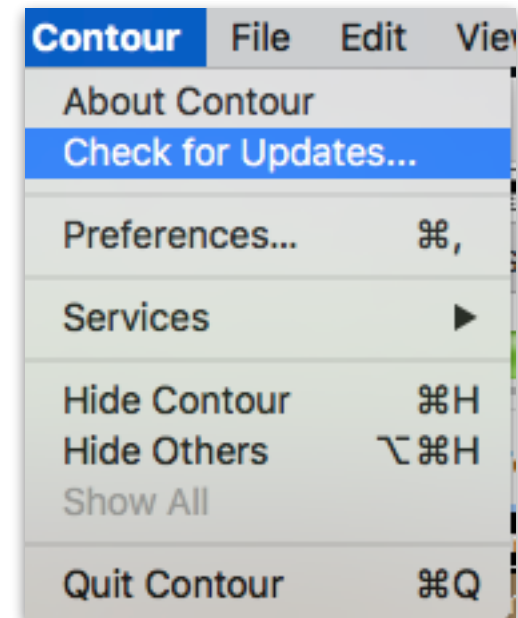 Contour File Edit
About Contour
Check for Updates...
Preferences... ⌘,
Services ▶
Hide Contour ⌘H
Hide Others ⌥⌘H
Show All
Quit Contour ⌘Q